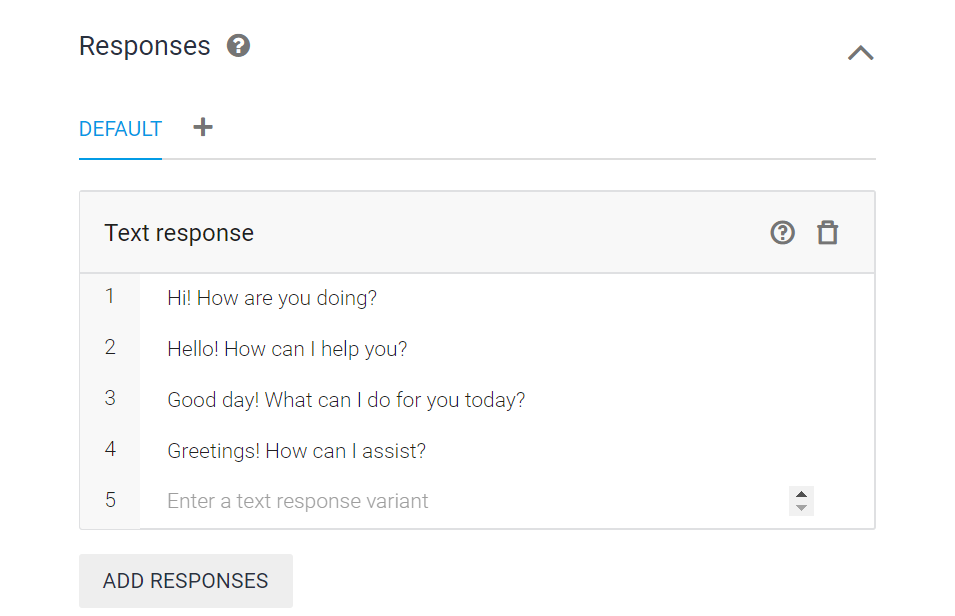 Responses
DEFAULT
Text response
1 Hi! How are you doing?
2 Hello! How can I help you?
3 Good day! What can I do for you today?
4 Greetings! How can I assist?
5 Enter a text response variant
ADD RESPONSES